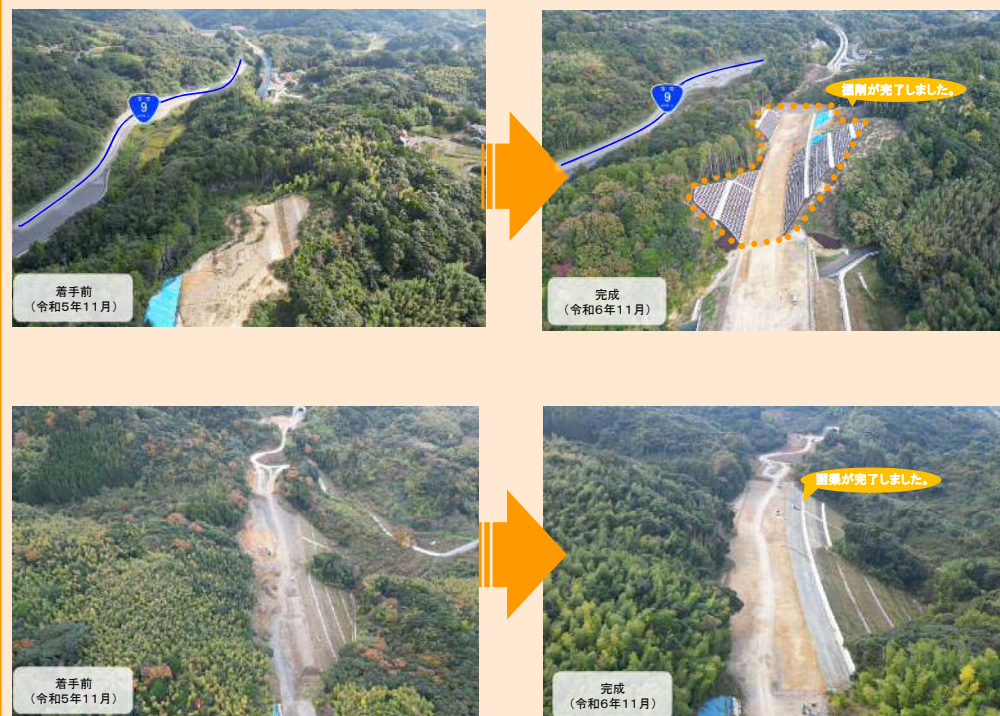 9
9
掘削が完了しました。
着手前
（令和5年11月）
完成
（令和6年11月）
函渠が完了しました。
着手前
（令和5年11月）
完成
（令和6年11月）